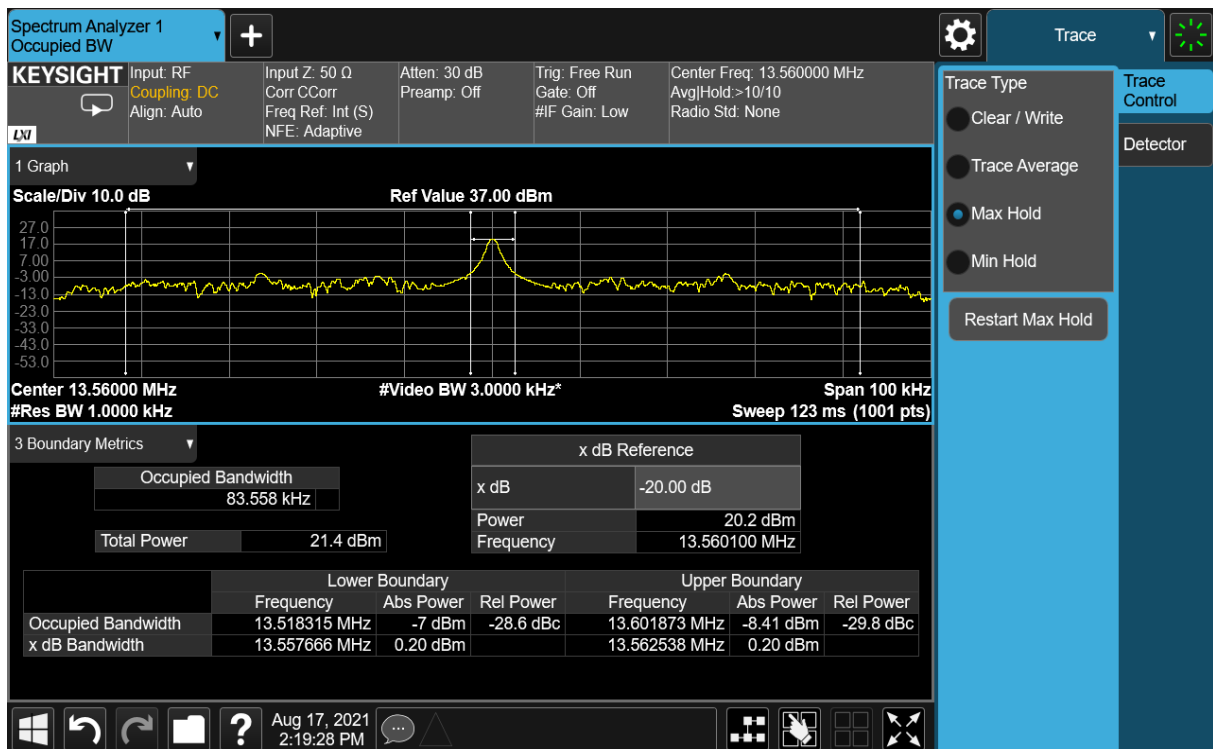 Spectrum Analyzer 1
Occupied BW
Trace
KEYSIGHT
LXI
Input: RF
Coupling: DC
Align: Auto
Input Z: 50 Ω
Corr CCorr
Freq Ref: Int (S)
NFE: Adaptive
Atten: 30 dB
Preamp: Off
Trig: Free Run
Gate: Off
#IF Gain: Low
Center Freq: 13.560000 MHz
Avg|Hold:>10/10
Radio Std: None
Trace Type
Clear / Write
Trace Average
Max Hold
Min Hold
Restart Max Hold
Trace
Control
Detector
1 Graph
Scale/Div 10.0 dB
Ref Value 37.00 dBm
27.0
17.0
7.00
-3.00
-13.0
-23.0
-33.0
-43.0
-53.0
Center 13.56000 MHz
#Video BW 3.0000 kHz*
Span 100 kHz
#Res BW 1.0000 kHz
Sweep 123 ms (1001 pts)
3 Boundary Metrics
Occupied Bandwidth
83.558 kHz
Total Power 21.4 dBm
x dB Reference
x dB -20.00 dB
Power 20.2 dBm
Frequency 13.560100 MHz
Lower Boundary Upper Boundary
Frequency Abs Power Rel Power Frequency Abs Power Rel Power
Occupied Bandwidth 13.518315 MHz -7 dBm -28.6 dBc 13.601873 MHz -8.41 dBm -29.8 dBc
x dB Bandwidth 13.557666 MHz 0.20 dBm 13.562538 MHz 0.20 dBm
?
Aug 17, 2021
2:19:28 PM